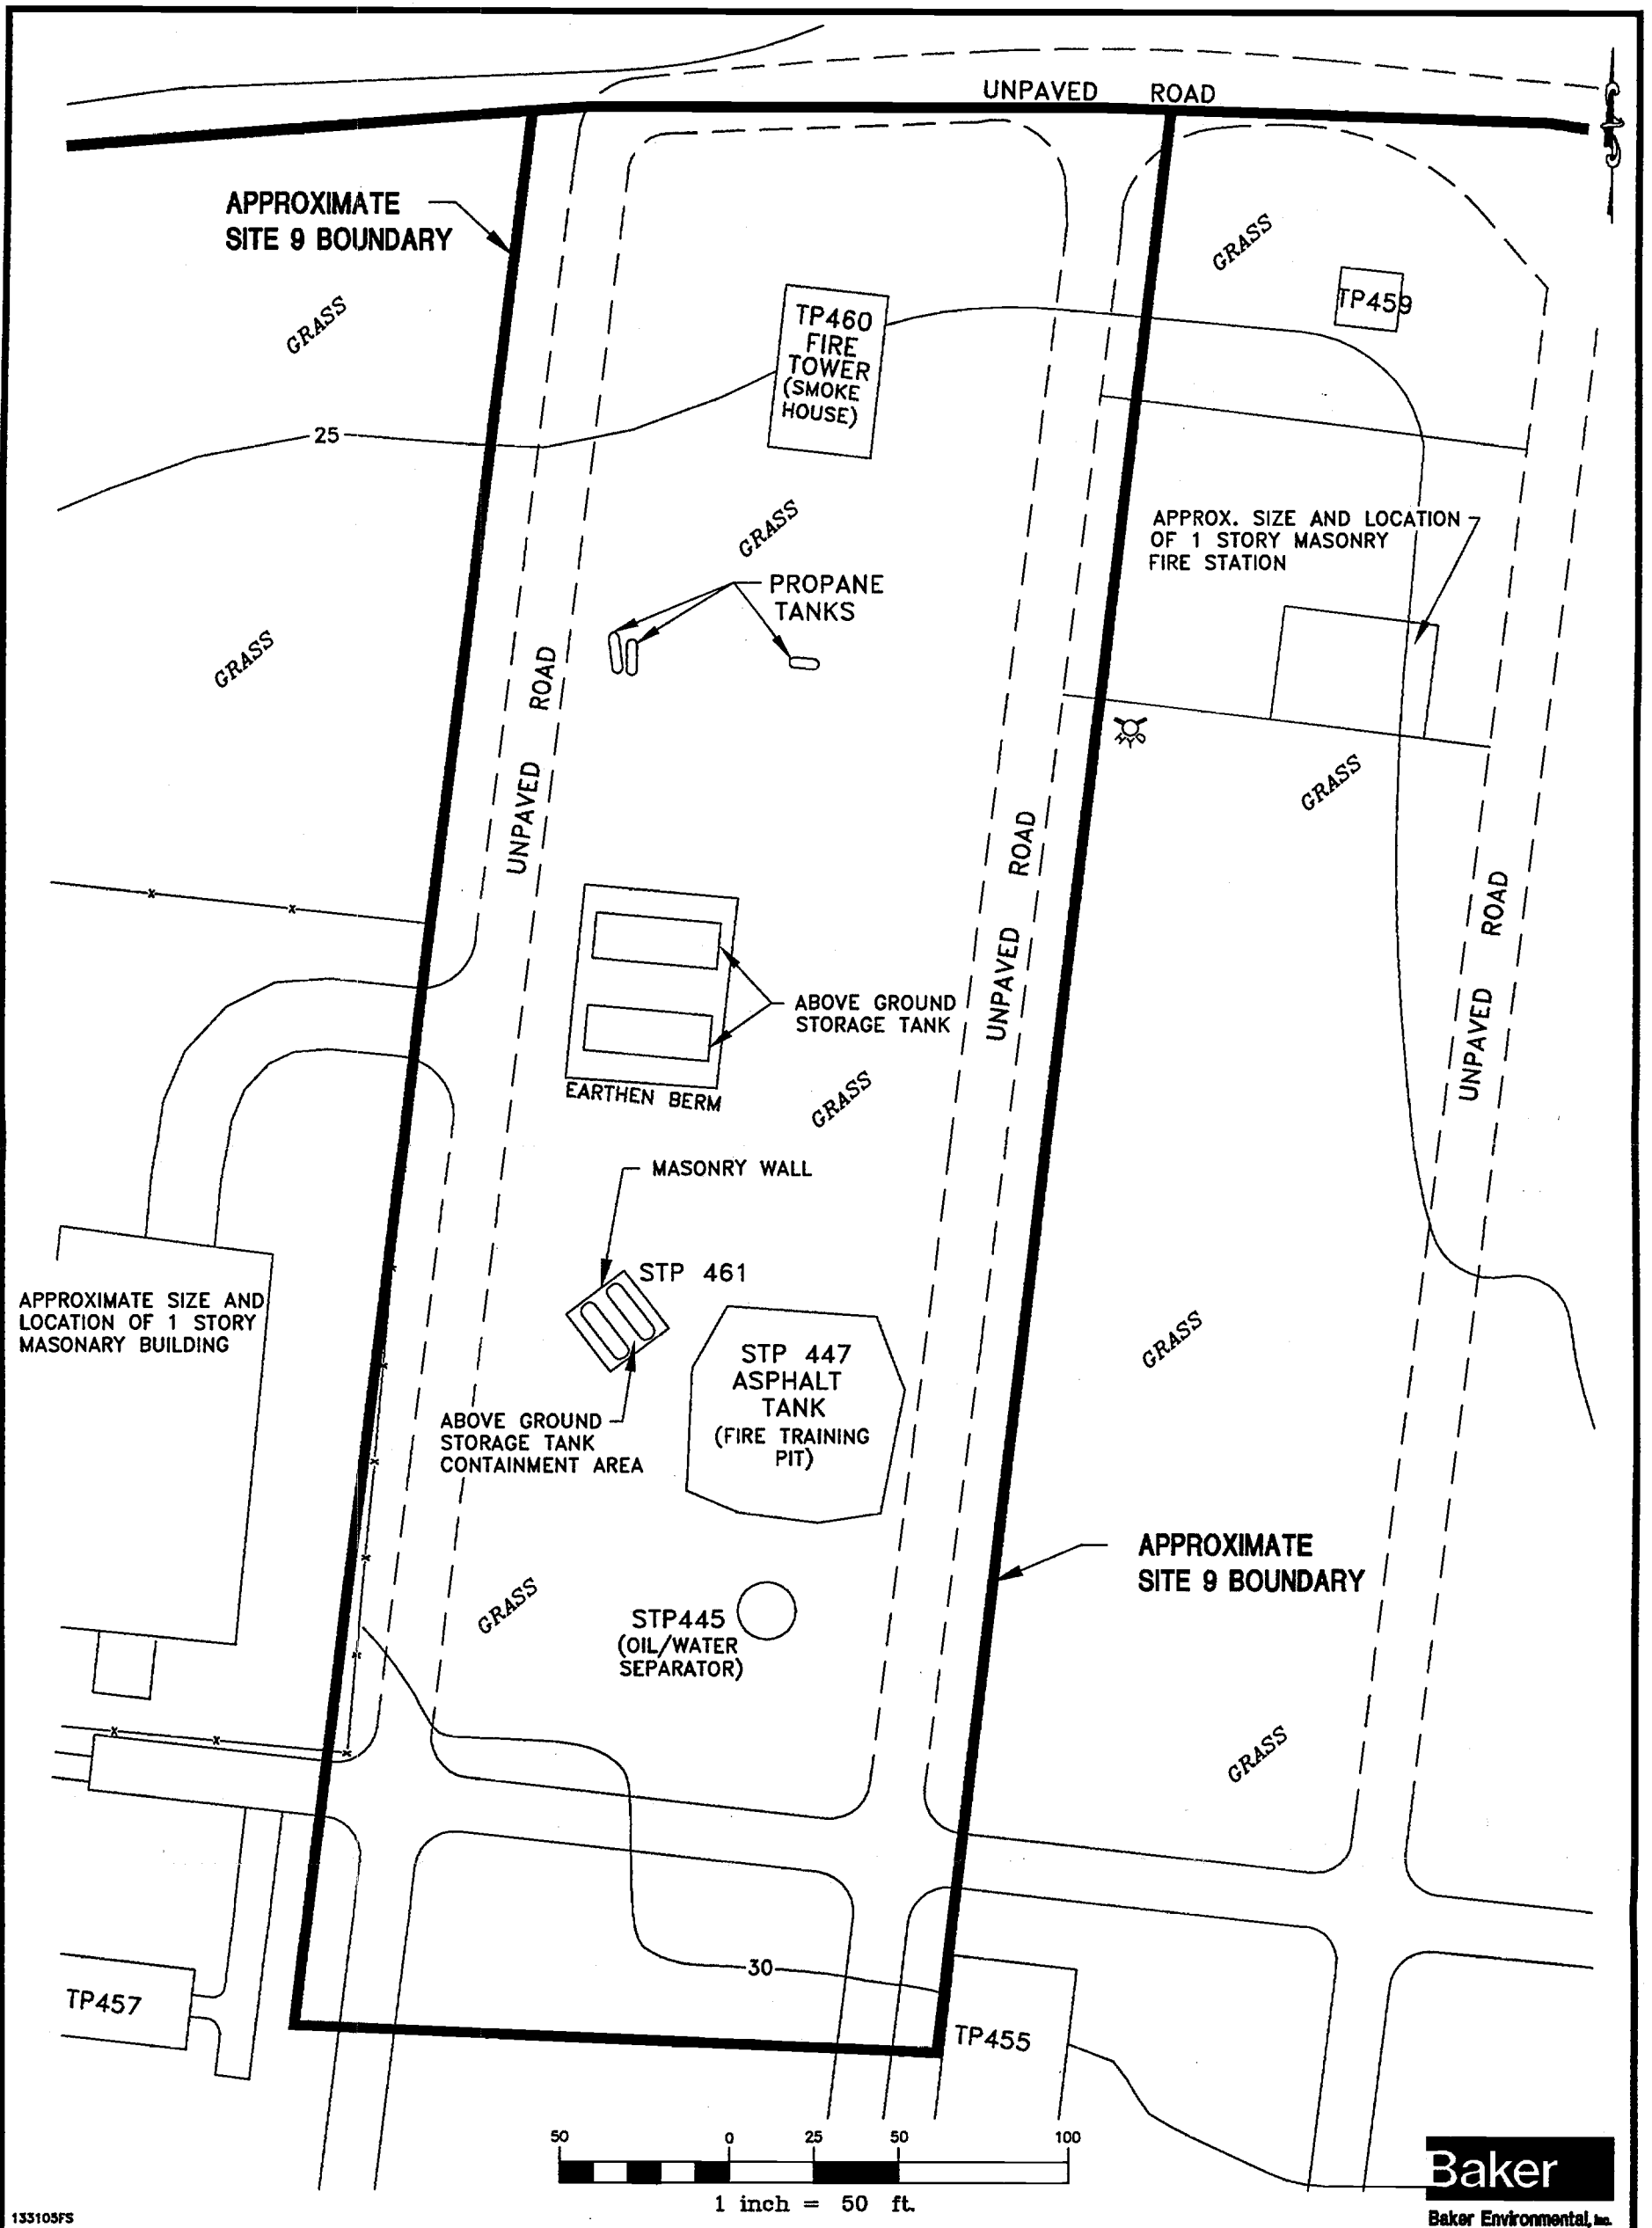 UNPAVED ROAD
APPROXIMATE
SITE 9 BOUNDARY
GRASS
GRASS
TP459
TP460
FIRE
TOWER
(SMOKE
HOUSE)
25
GRASS
APPROX. SIZE AND LOCATION
OF 1 STORY MASONRY
FIRE STATION
PROPANE
TANKS
GRASS
UNPAVED ROAD
HYD
GRASS
UNPAVED ROAD
UNPAVED ROAD
ABOVE GROUND
STORAGE TANK
EARTHEN BERM
GRASS
MASONRY WALL
STP 461
APPROXIMATE SIZE AND
LOCATION OF 1 STORY
MASONARY BUILDING
GRASS
STP 447
ASPHALT
TANK
(FIRE TRAINING
PIT)
ABOVE GROUND
STORAGE TANK
CONTAINMENT AREA
APPROXIMATE
SITE 9 BOUNDARY
GRASS
STP445
(OIL/WATER
SEPARATOR)
GRASS
30
TP457
TP455
50 0 25 50 100
1 inch = 50 ft.
Baker
Baker Environmental, Inc.
133105FS